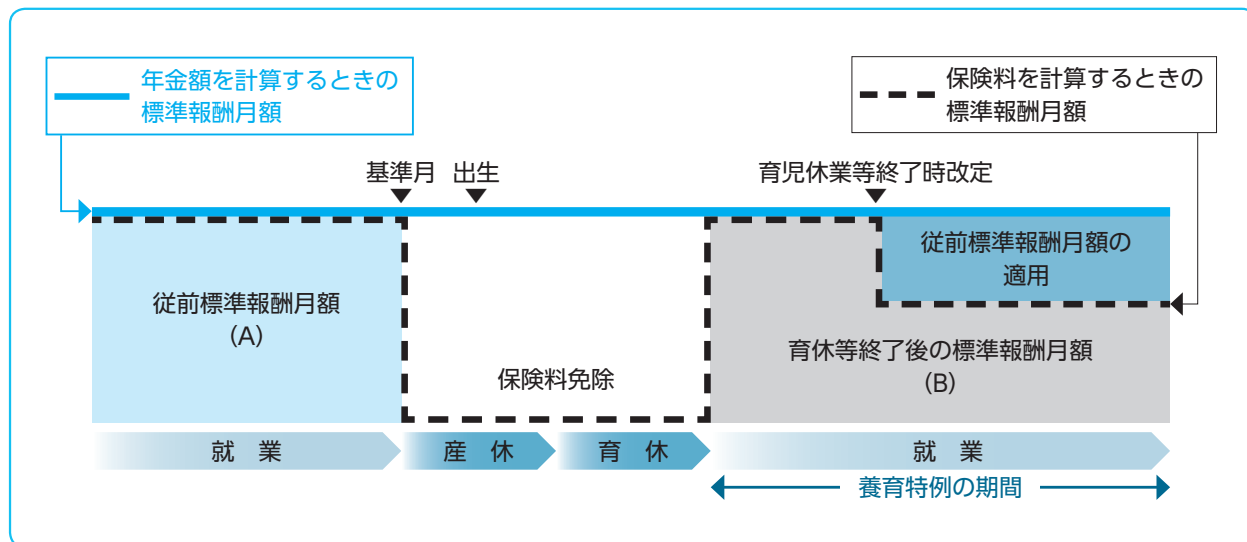 年金額を計算するときの
標準報酬月額
保険料を計算するときの
標準報酬月額
基準月
出生
育児休業等終了時改定
従前標準報酬月額の
適用
従前標準報酬月額
(A)
育休等終了後の標準報酬月額
(B)
保険料免除
就 業
産 休
育 休
就 業
養育特例の期間